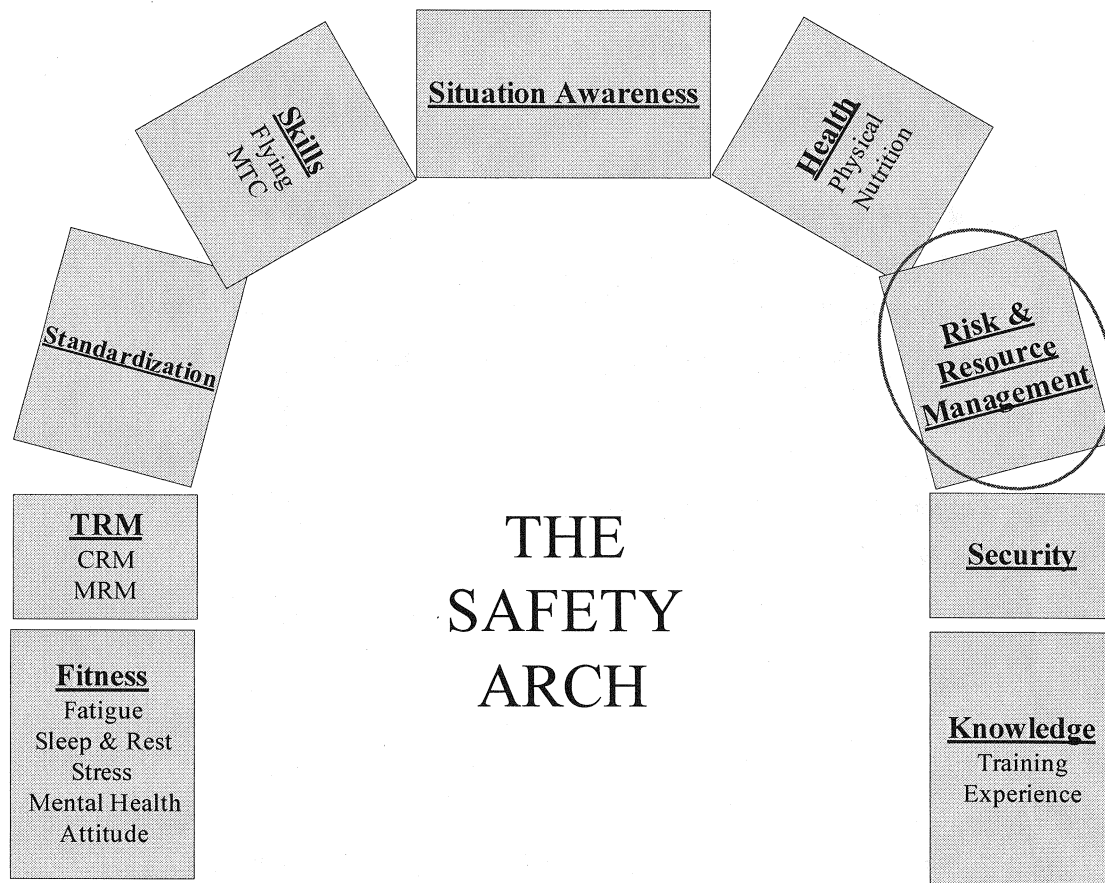 Situation Awareness
Skills
Flying
MTC
Health
Physical
Nutrition
Standardization
Risk &
Resource
Management
TRM
CRM
MRM
Security
THE
SAFETY
ARCH
Fitness
Fatigue
Sleep & Rest
Stress
Mental Health
Attitude
Knowledge
Training
Experience